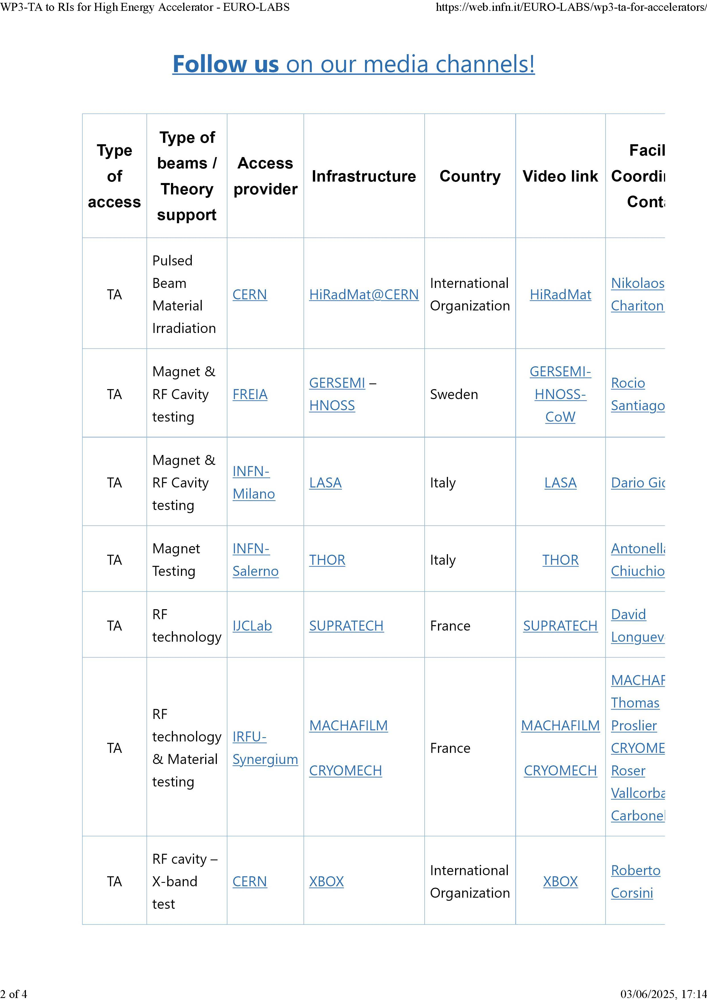 WP3-TA to RIs for High Energy Accelerator - EURO-LABS
https://web.infn.it/EURO-LABS/wp3-ta-for-accelerators/
Follow us on our media channels!
Type
of
access
Type of
beams /
Theory
support
Access
provider
Infrastructure
Country
Video link
Facil
Coordi
Cont
TA
Pulsed
Beam
Material
Irradiation
CERN
HiRadMat@CERN
International
Organization
HiRadMat
Nikolaos
Chariton
TA
Magnet &
RF Cavity
testing
FREIA
GERSEMI –
HNOSS
Sweden
GERSEMI-
HNOSS-
CoW
Rocio
Santiago
TA
Magnet &
RF Cavity
testing
INFN-
Milano
LASA
Italy
LASA
Dario Gio
TA
Magnet
Testing
INFN-
Salerno
THOR
Italy
THOR
Antonella
Chiuchio
TA
RF
technology
IJCLab
SUPRATECH
France
SUPRATECH
David
Longuev
TA
RF
technology
& Material
testing
IRFU-
Synergium
MACHAFILM
CRYOMECH
France
MACHAFILM
CRYOMECH
MACHAF
Thomas
Proslier
CRYOME
Roser
Vallcorba
Carbonel
TA
RF cavity –
X-band
test
CERN
XBOX
International
Organization
XBOX
Roberto
Corsini
2 of 4
03/06/2025, 17:14